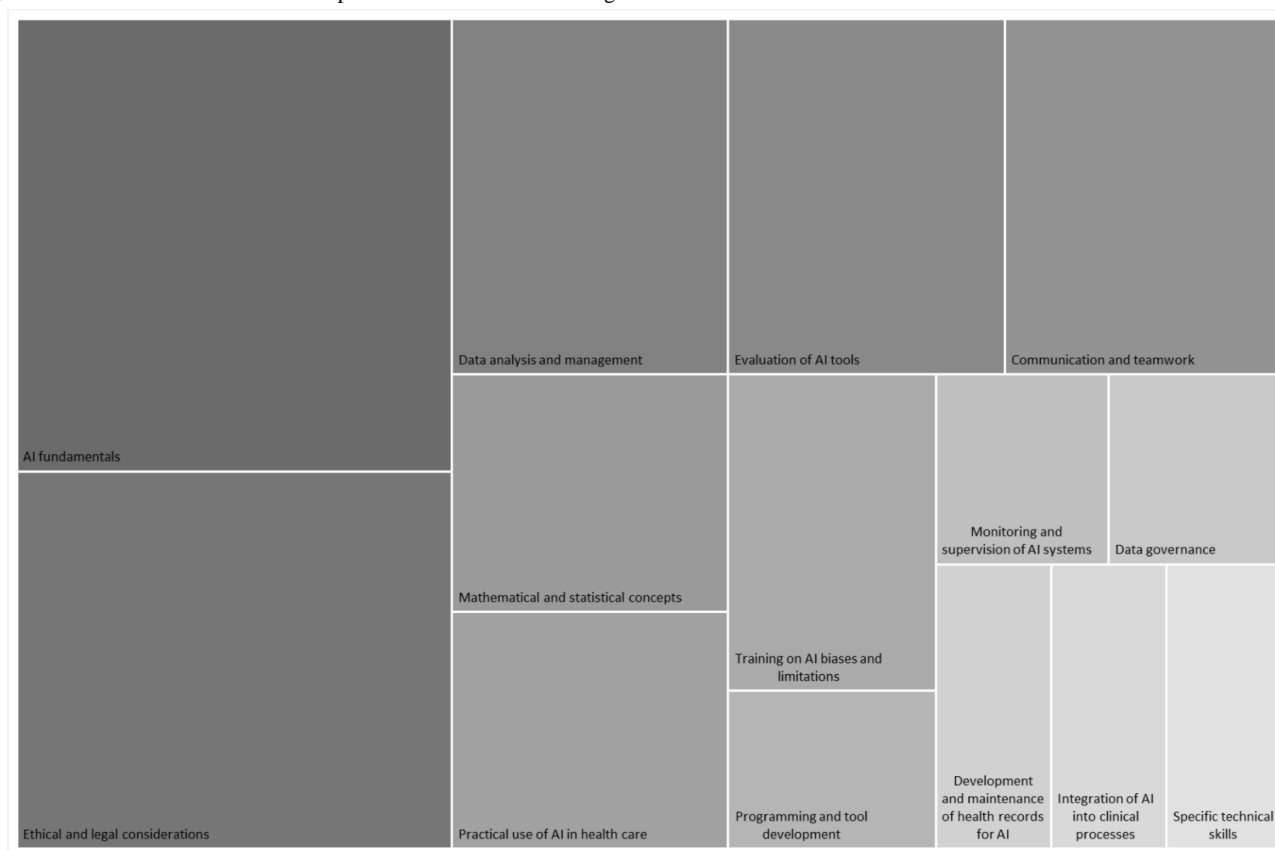 AI fundamentals
Ethical and legal considerations
Data analysis and management
Evaluation of AI tools
Communication and teamwork
Mathematical and statistical concepts
Practical use of AI in health care
Training on AI biases and
limitations
Programming and tool
development
Monitoring and
supervision of AI systems
Data governance
Development
and maintenance
of health records
for AI
Integration of AI
into clinical
processes
Specific technical
skills